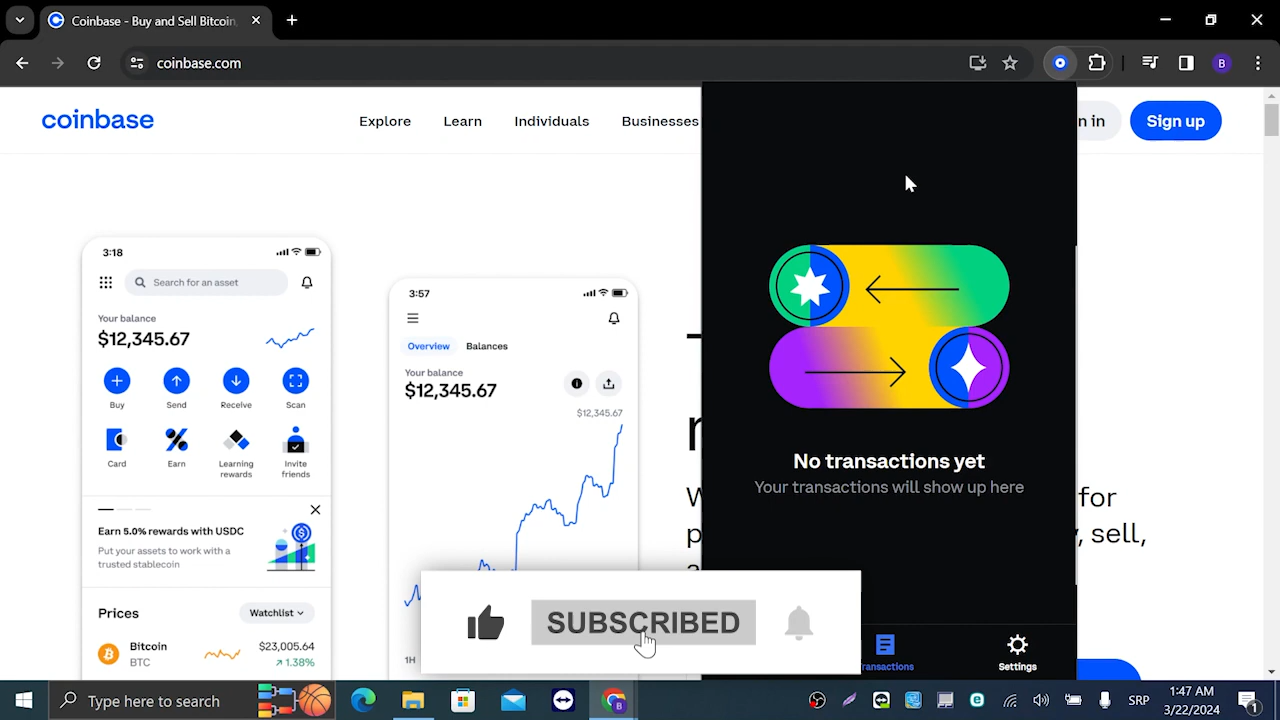 Coinbase - Buy and Sell Bitcoin,
coinbase.com
B
coinbase
Explore
Learn
Individuals
Businesses
n in
Sign up
3:18
Search for an asset
Your balance
$12,345.67
Buy
Send
Receive
Scan
Card
Earn
Learning
rewards
Invite
friends
Earn 5.0% rewards with USDC
Put your assets to work with a
trusted stablecoin
Prices
Watchlist
Bitcoin
$23,005.64
BTC
↗ 1.38%
3:57
Overview
Balances
Your balance
$12,345.67
$12,345.67
1H
for
, sell,
No transactions yet
Your transactions will show up here
ransactions
Settings
SUBSCRIBED
Type here to search
SRP
1:47 AM
3/22/2024
1